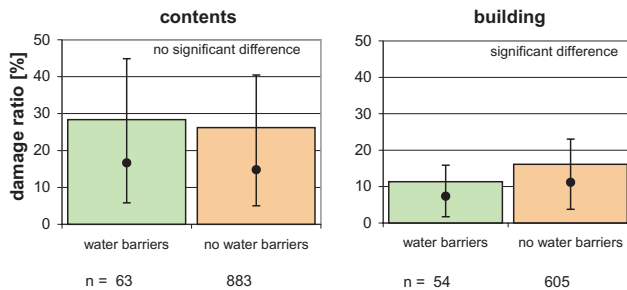 contents
building
damage ratio [%]
50
40
30
20
10
0
no significant difference
water barriers
no water barriers
n = 63
883
50
40
30
20
10
0
significant difference
water barriers
no water barriers
n = 54
605